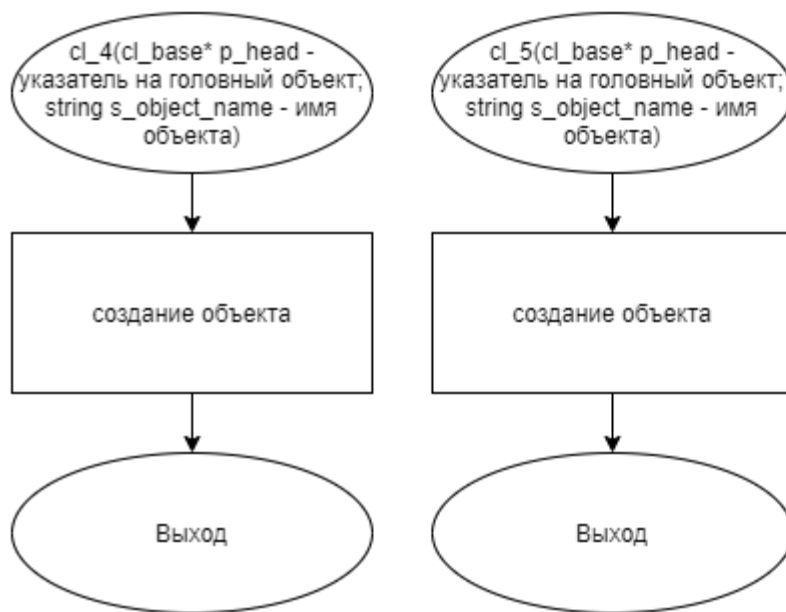 cl_4(cl_base* p_head -
указатель на головный объект;
string s_object_name - имя
объекта)
cl_5(cl_base* p_head -
указатель на головный объект;
string s_object_name - имя
объекта)
создание объекта
создание объекта
Выход
Выход